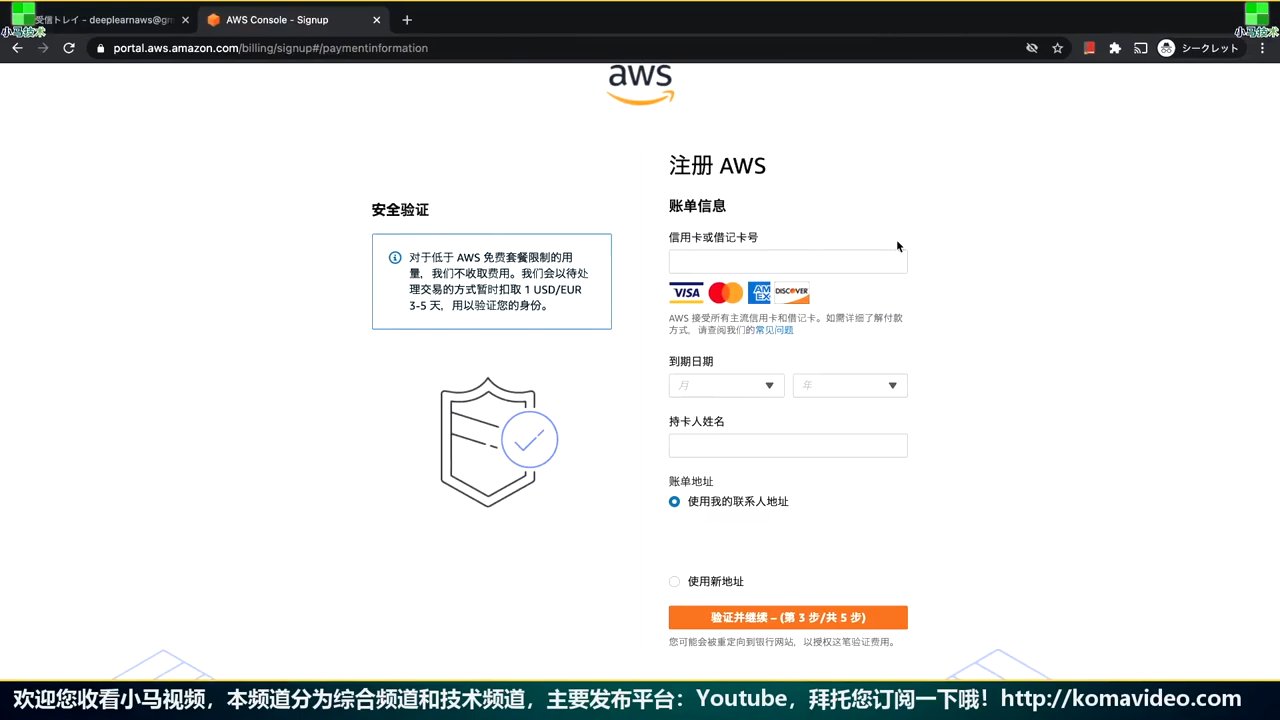 受信トレイ – deeplearnaws@gm
AWS Console - Signup
小马技术
小马技术
portal.aws.amazon.com/billing/signup#/paymentinformation
シークレット
aws
注册 AWS
安全验证
账单信息
对于低于 AWS 免费套餐限制的用
量，我们不收取费用。我们会以待处
理交易的方式暂时扣取 1 USD/EUR
3-5 天，用以验证您的身份。
信用卡或借记卡号
VISA
AM EX
DISCOVER
AWS 接受所有主流信用卡和借记卡。如需详细了解付款
方式，请查阅我们的常见问题
到期日期
月
年
持卡人姓名
账单地址
使用我的联系人地址
使用新地址
验证并继续 – (第 3 步/共 5 步)
您可能会被重定向到银行网站，以授权这笔验证费用。
欢迎您收看小马视频，本频道分为综合频道和技术频道，主要发布平台：Youtube，拜托您订阅一下哦！http://komavideo.com